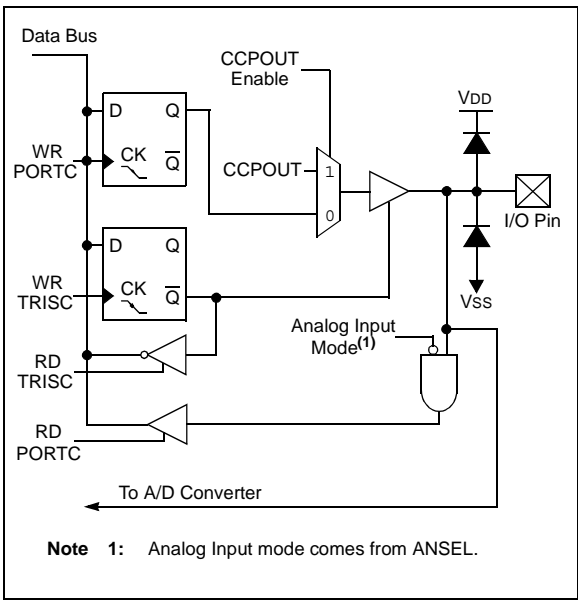 Data Bus
CCPOUT
Enable
VDD
D
Q
WR
PORTC
CK
Q
CCPOUT
1
0
I/O Pin
D
Q
WR
TRISC
CK
Q
VSS
Analog Input
Mode(1)
RD
TRISC
RD
PORTC
To A/D Converter
Note 1: Analog Input mode comes from ANSEL.